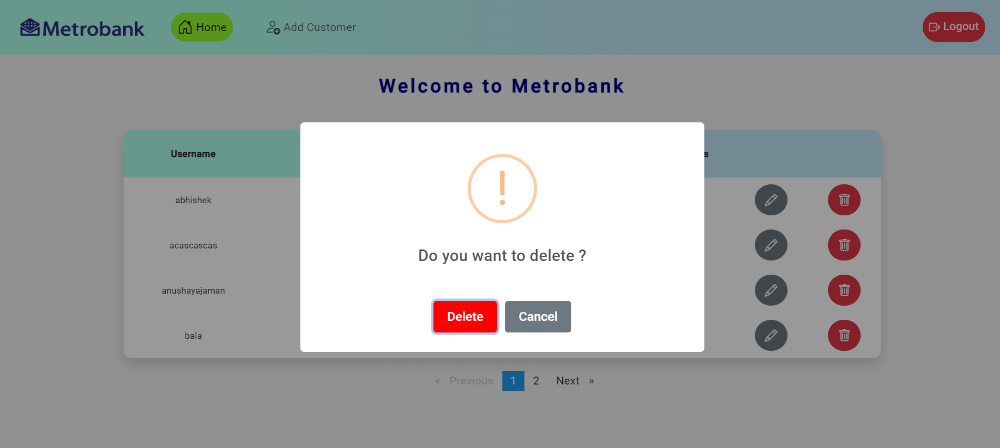 Metrobank
Home
Add Customer
Logout
Welcome to Metrobank
Username
s
abhishek
acascascas
anushayajaman
bala
!
Do you want to delete ?
Delete
Cancel
« Previous 1 2 Next »